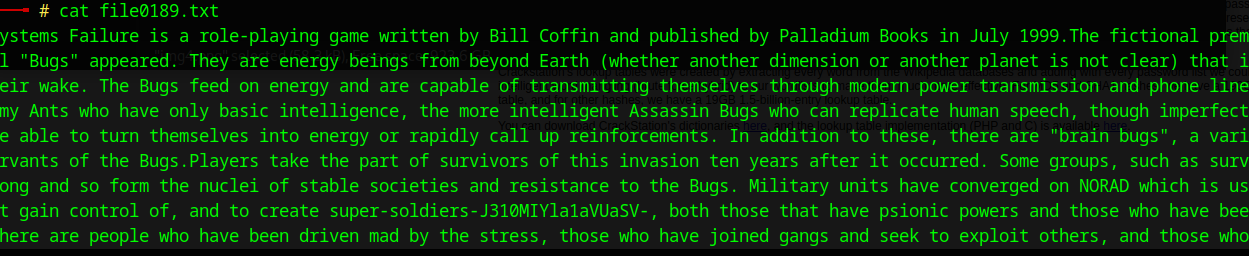 # cat file0189.txt
ystems Failure is a role-playing game written by Bill Coffin and published by Palladium Books in July 1999.The fictional prem
l "Bugs" appeared. They are energy beings from beyond Earth (whether another dimension or another planet is not clear) that i
eir wake. The Bugs feed on energy and are capable of transmitting themselves through modern power transmission and phone line
my Ants who have only basic intelligence, the more intelligent Assassin Bugs who can replicate human speech, though imperfect
e able to turn themselves into energy or rapidly call up reinforcements. In addition to these, there are "brain bugs", a vari
rvants of the Bugs.Players take the part of survivors of this invasion ten years after it occurred. Some groups, such as surv
ong and so form the nuclei of stable societies and resistance to the Bugs. Military units have converged on NORAD which is us
t gain control of, and to create super-soldiers-J310MIYla1aVUaSV-, both those that have psionic powers and those who have bee
here are people who have been driven mad by the stress, those who have joined gangs and seek to exploit others, and those who